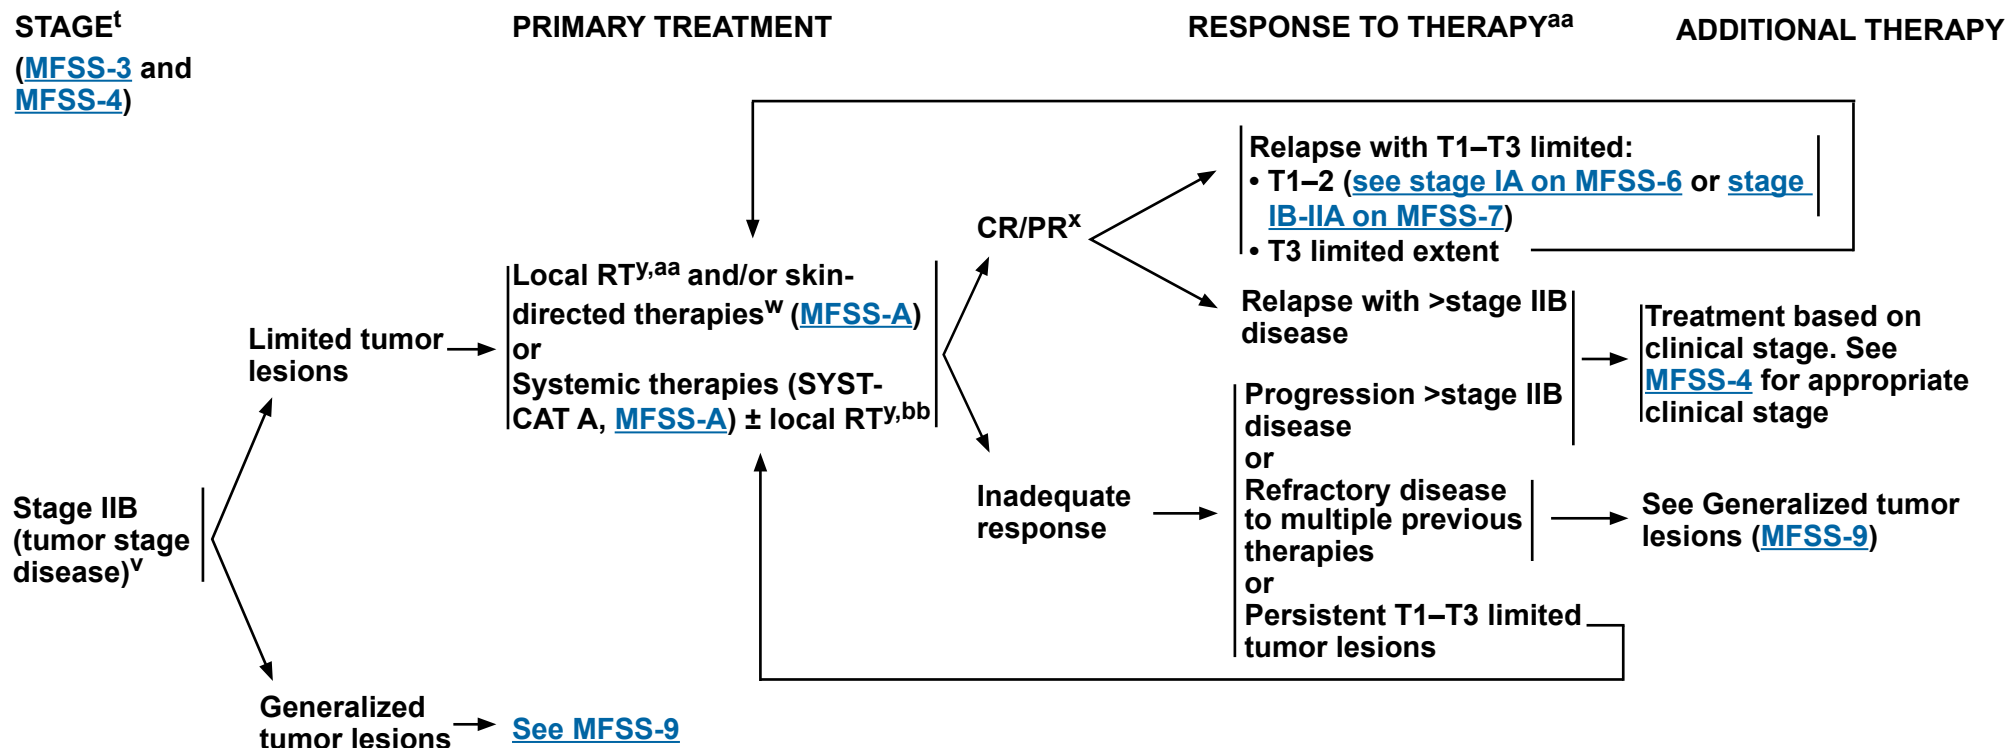 STAGEᵗ
(MFSS-3 and
MFSS-4)
PRIMARY TREATMENT
RESPONSE TO THERAPYᵃᵃ
ADDITIONAL THERAPY
Stage IIB
(tumor stage
disease)ᵛ
Limited tumor
lesions
Generalized
tumor lesions
See MFSS-9
Local RTʸ,ᵃᵃ and/or skin-
directed therapiesʷ (MFSS-A)
or
Systemic therapies (SYST-
CAT A, MFSS-A) ± local RTʸ,ᵇᵇ
CR/PRˣ
Inadequate
response
Relapse with T1–T3 limited:
• T1–2 (see stage IA on MFSS-6 or stage
IB-IIA on MFSS-7)
• T3 limited extent
Relapse with >stage IIB
disease
Progression >stage IIB
disease
or
Refractory disease
to multiple previous
therapies
or
Persistent T1–T3 limited
tumor lesions
Treatment based on
clinical stage. See
MFSS-4 for appropriate
clinical stage
See Generalized tumor
lesions (MFSS-9)